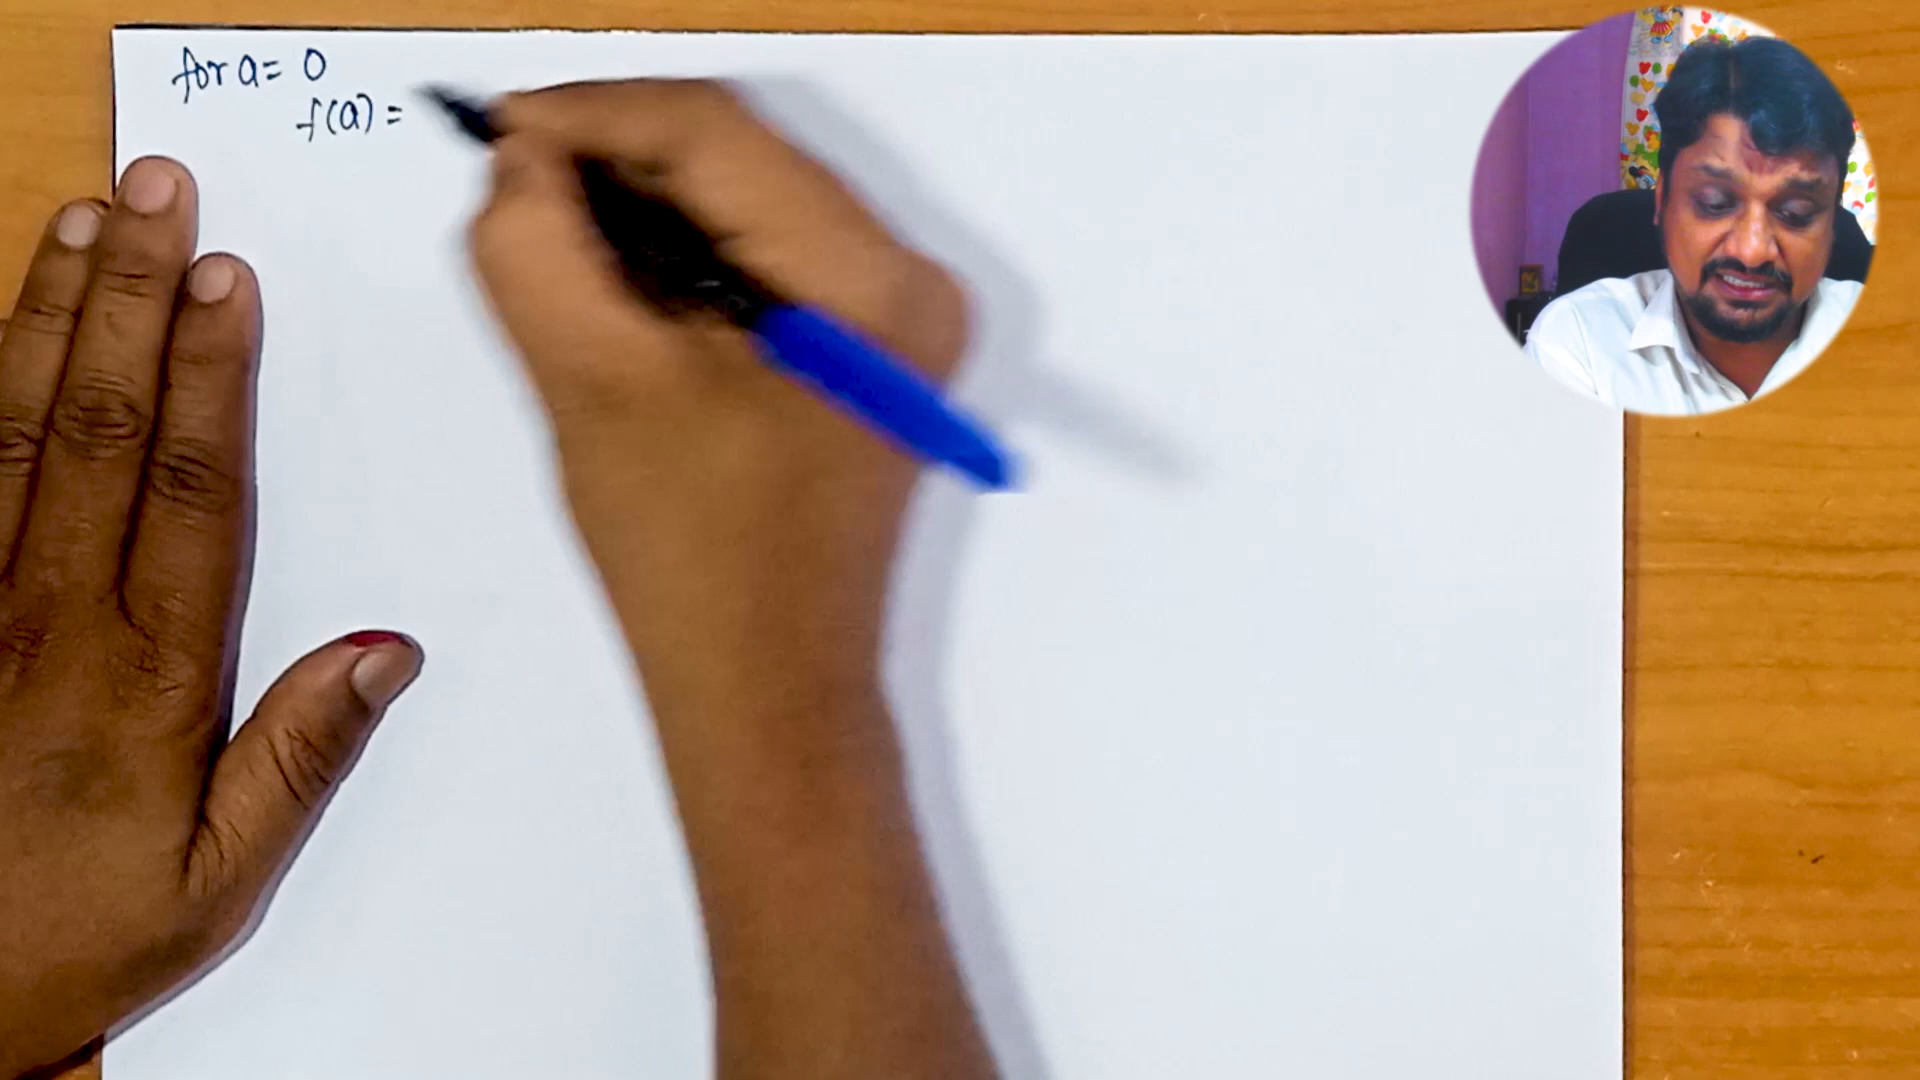 for a = 0
f(a) =